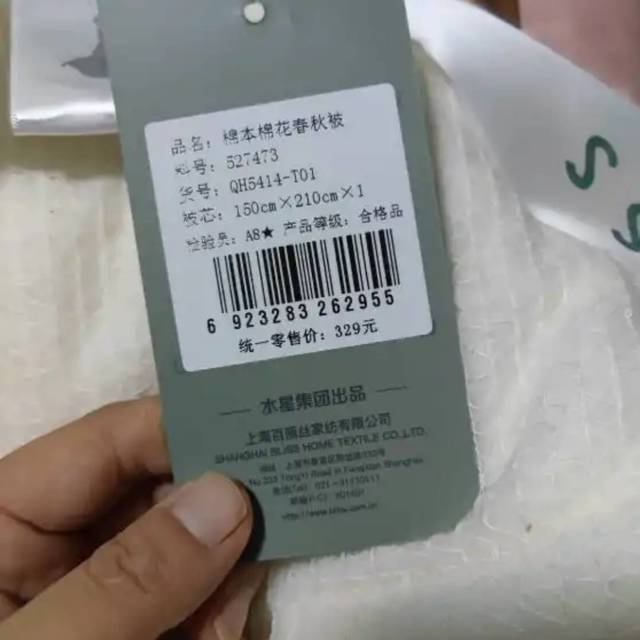 品名: 棉本棉花春秋被
型号: 527473
货号: QH5414-T01
被芯: 150cm×210cm×1
检验员: A8★ 产品等级: 合格品
6 923283 262955
统一零售价: 329元
水星集团出品
上海百丽丝家纺有限公司
SHANGHAI BLISS HOME TEXTILE CO.,LTD.
S
S